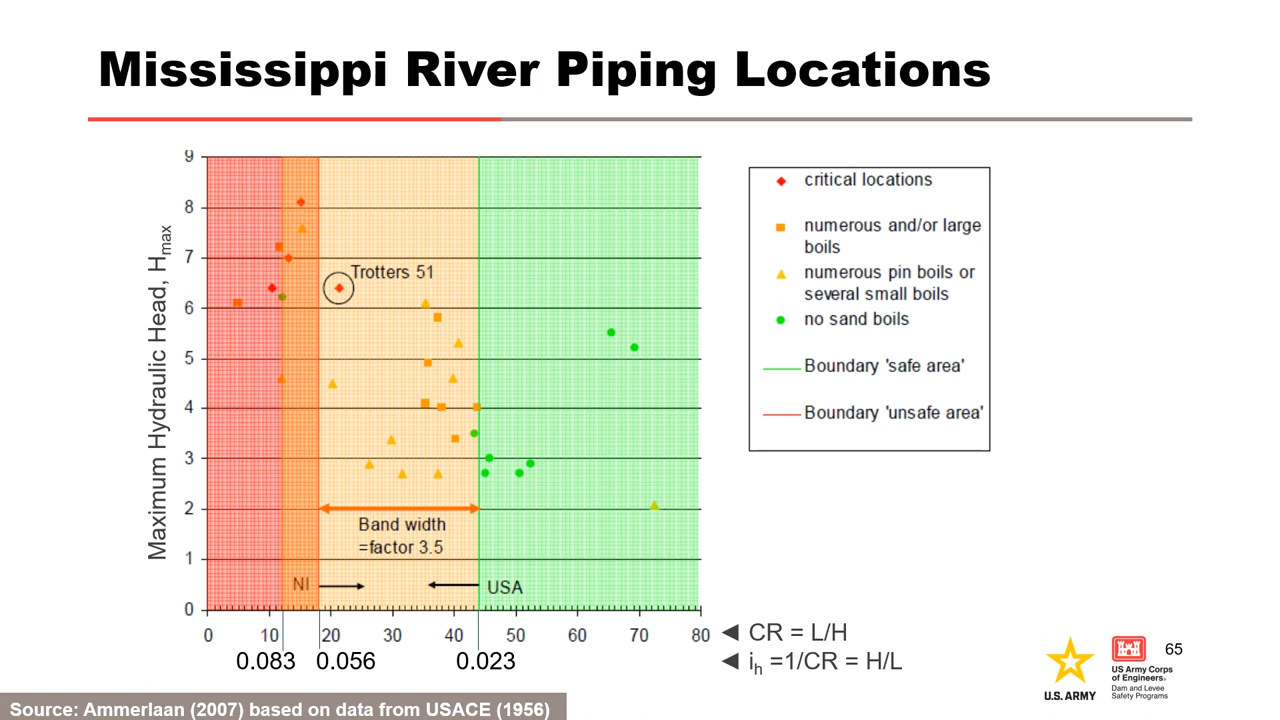 Mississippi River Piping Locations
Maximum Hydraulic Head, Hmax
9
8
7
6
5
4
3
2
1
0
Trotters 51
Band width
=factor 3.5
Nl
USA
0 10 20 30 40 50 60 70 80
◄ CR = L/H
0.083 0.056 0.023
◄ ih =1/CR = H/L
critical locations
numerous and/or large
boils
numerous pin boils or
several small boils
no sand boils
Boundary 'safe area'
Boundary 'unsafe area'
U.S. ARMY
US Army Corps
of Engineers®
Dam and Levee
Safety Programs
65
Source: Ammerlaan (2007) based on data from USACE (1956)